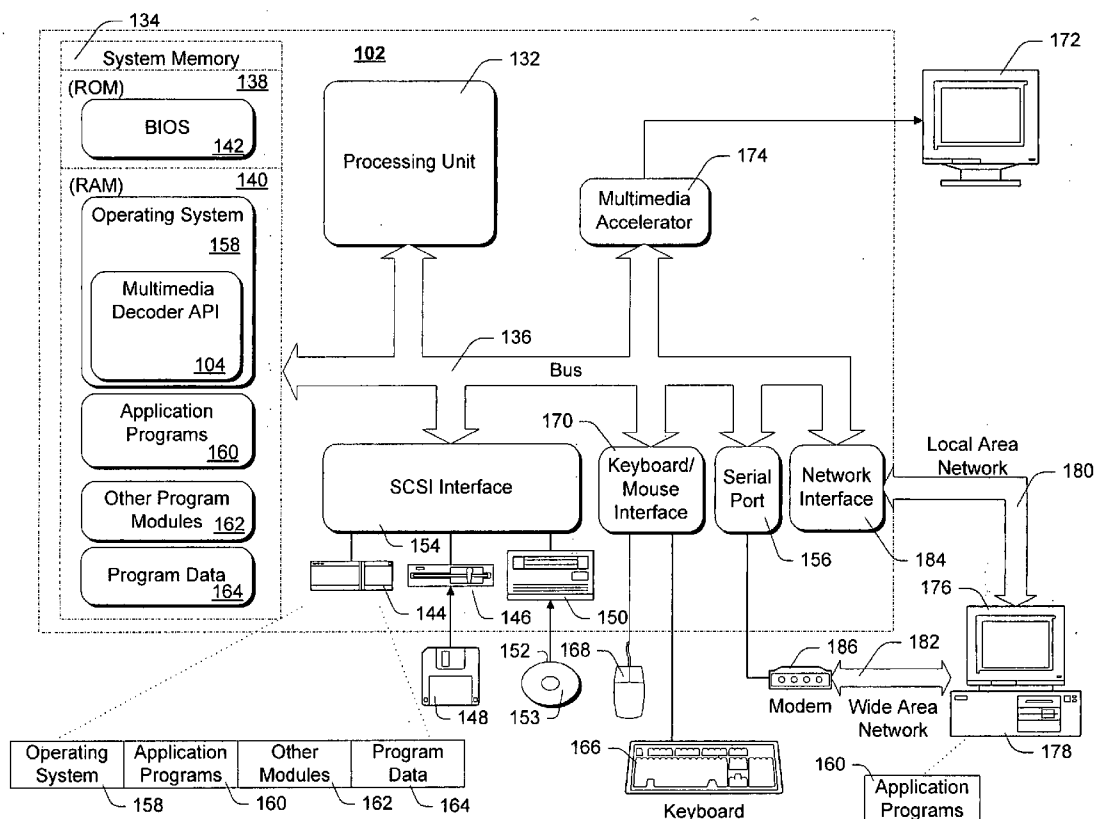 134
System Memory
(ROM)
138
BIOS
142
(RAM)
140
Operating System
158
Multimedia
Decoder API
104
Application
Programs
160
Other Program
Modules
162
Program Data
164
102
132
Processing Unit
174
Multimedia
Accelerator
172
136
Bus
SCSI Interface
154
170
Keyboard/
Mouse
Interface
Serial
Port
156
Network
Interface
184
Local Area
Network
180
144
146
150
148
152
153
168
166
Keyboard
186
Modem
182
Wide Area
Network
176
178
160
Application
Programs
Operating
System
Application
Programs
Other
Modules
Program
Data
158
160
162
164